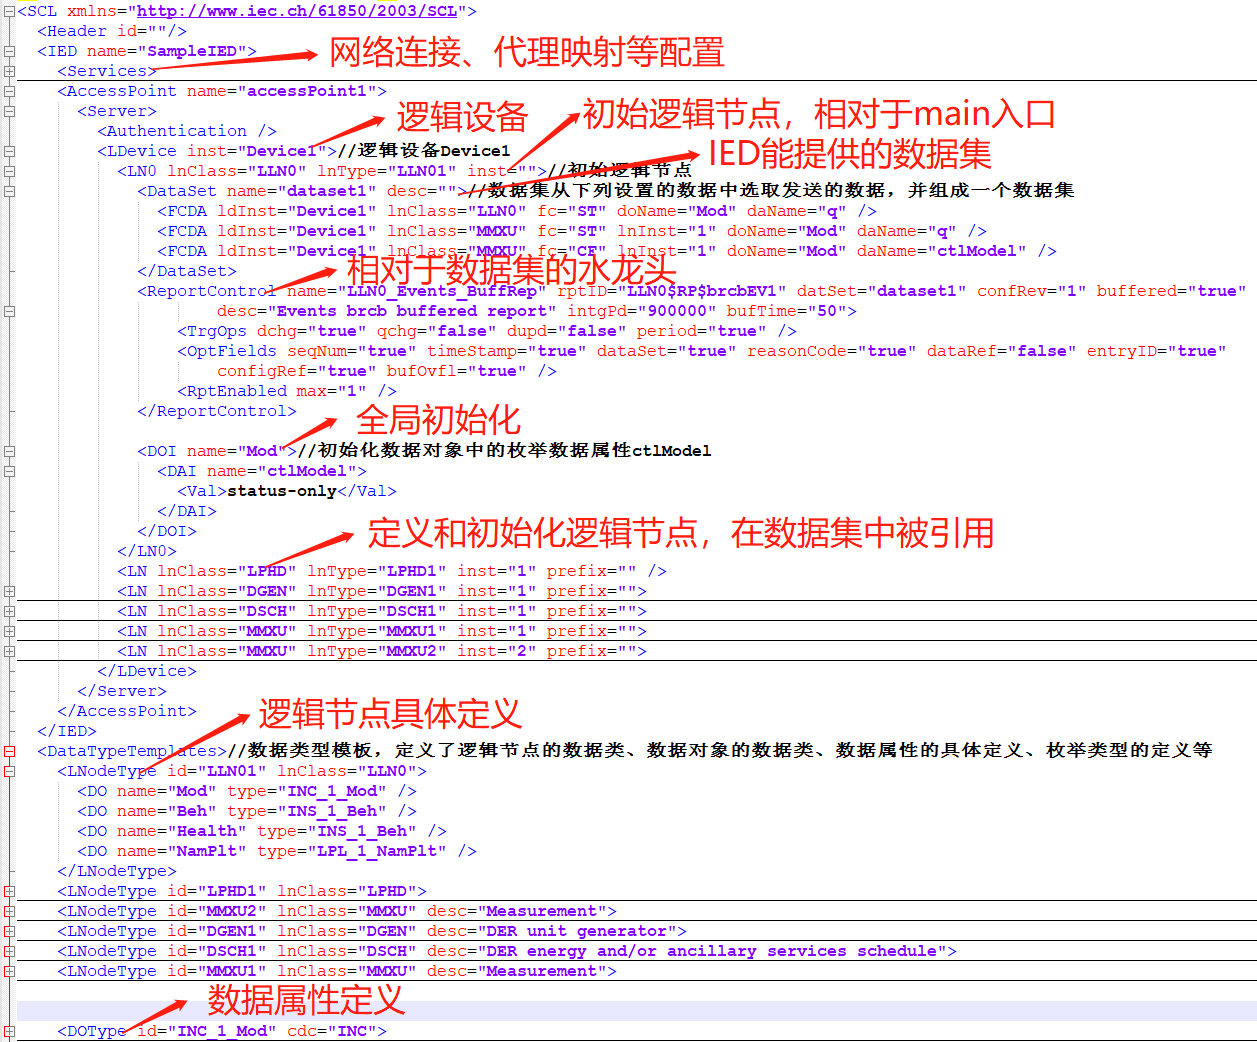 <SCL xmlns="http://www.iec.ch/61850/2003/SCL">
<Header id=""/>
<IED name="SampleIED">
网络连接、代理映射等配置
<Services>
<AccessPoint name="accessPoint1">
<Server>
逻辑设备
初始逻辑节点，相对于main入口
<Authentication />
<LDevice inst="Device1">//逻辑设备Device1
IED能提供的数据集
<LN0 lnClass="LLN0" lnType="LLN01" inst="">//初始逻辑节点
<DataSet name="dataset1" desc="">//数据集从下列设置的数据中选取发送的数据，并组成一个数据集
<FCDA ldInst="Device1" lnClass="LLN0" fc="ST" doName="Mod" daName="q" />
<FCDA ldInst="Device1" lnClass="MMXU" fc="ST" lnInst="1" doName="Mod" daName="q" />
<FCDA ldInst="Device1" lnClass="MMXU" fc="CF" lnInst="1" doName="Mod" daName="ctlModel" />
</DataSet>
相对于数据集的水龙头
<ReportControl name="LLN0_Events_BuffRep" rptID="LLN0$RP$brcbEV1" datSet="dataset1" confRev="1" buffered="true"
desc="Events brcb buffered report" intgPd="900000" bufTime="50">
<TrgOps dchg="true" qchg="false" dupd="false" period="true" />
<OptFields seqNum="true" timeStamp="true" dataSet="true" reasonCode="true" dataRef="false" entryID="true"
configRef="true" bufOvfl="true" />
<RptEnabled max="1" />
</ReportControl>
全局初始化
<DOI name="Mod">//初始化数据对象中的枚举数据属性ctlModel
<DAI name="ctlModel">
<Val>status-only</Val>
</DAI>
</DOI>
定义和初始化逻辑节点，在数据集中被引用
</LN0>
<LN lnClass="LPHD" lnType="LPHD1" inst="1" prefix="" />
<LN lnClass="DGEN" lnType="DGEN1" inst="1" prefix="">
<LN lnClass="DSCH" lnType="DSCH1" inst="1" prefix="">
<LN lnClass="MMXU" lnType="MMXU1" inst="1" prefix="">
<LN lnClass="MMXU" lnType="MMXU2" inst="2" prefix="">
</LDevice>
</Server>
</AccessPoint>
逻辑节点具体定义
</IED>
<DataTypeTemplates>//数据类型模板，定义了逻辑节点的数据类、数据对象的数据类、数据属性的具体定义、枚举类型的定义等
<LNodeType id="LLN01" lnClass="LLN0">
<DO name="Mod" type="INC_1_Mod" />
<DO name="Beh" type="INS_1_Beh" />
<DO name="Health" type="INS_1_Beh" />
<DO name="NamPlt" type="LPL_1_NamPlt" />
</LNodeType>
<LNodeType id="LPHD1" lnClass="LPHD">
<LNodeType id="MMXU2" lnClass="MMXU" desc="Measurement">
<LNodeType id="DGEN1" lnClass="DGEN" desc="DER unit generator">
<LNodeType id="DSCH1" lnClass="DSCH" desc="DER energy and/or ancillary services schedule">
<LNodeType id="MMXU1" lnClass="MMXU" desc="Measurement">
数据属性定义
<DOType id="INC_1_Mod" cdc="INC">